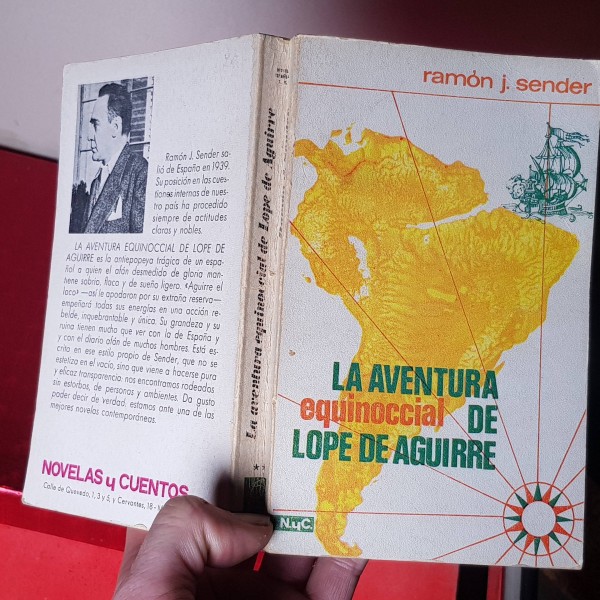 Ramón J. Sender sa-
lió de España en 1939.
Su posición en las cues-
tiones internas de nues-
tro país ha procedido
siempre de actitudes
claras y nobles.
LA AVENTURA EQUINOCCIAL DE LOPE DE
AGUIRRE es la antiepopeya trágica de un espa-
ñol a quien el afán desmedido de gloria man-
tiene sobrio, flaco y de sueño ligero. «Aguirre el
loco» —así le apodaron por su extraña reserva—
empeñará todas sus energías en una acción re-
belde, inquebrantable y única. Su grandeza y su
ruina tienen mucho que ver con la de España y
y con el diario afán de muchos hombres. Está es-
crito, en ese estilo propio de Sender, que no se
estetiza en el vacío, sino que viene a hacerse pura
y eficaz transparencia: nos encontramos rodeados
sin estorbos, de personas y ambientes. Da gusto
poder decir de verdad: estamos ante una de las
mejores novelas contemporáneas.
NOVELAS y CUENTOS
Calle de Quevedo, 1, 3 y 5, y Cervantes, 18 - M
La aventura equinoccial de Lope de Aguirre
**
ramón j. sender
LA AVENTURA
equinoccial DE
LOPE DE AGUIRRE
N.yC.